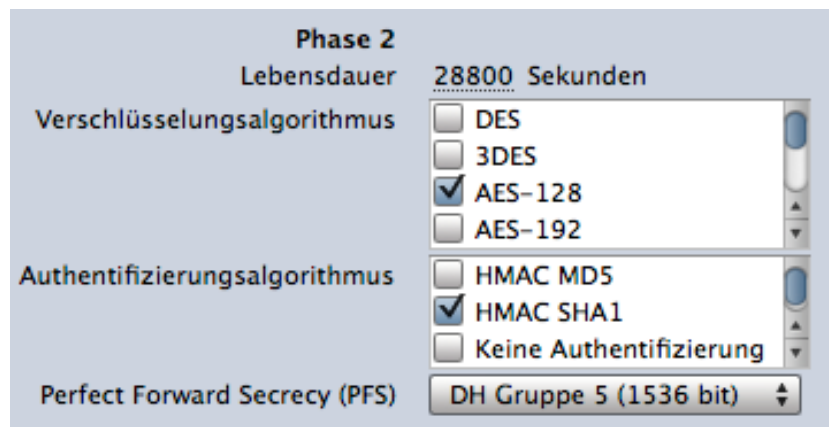 Phase 2
Lebensdauer 28800 Sekunden
Verschlüsselungsalgorithmus DES
3DES
AES-128
AES-192
Authentifizierungsalgorithmus HMAC MD5
HMAC SHA1
Keine Authentifizierung
Perfect Forward Secrecy (PFS) DH Gruppe 5 (1536 bit)